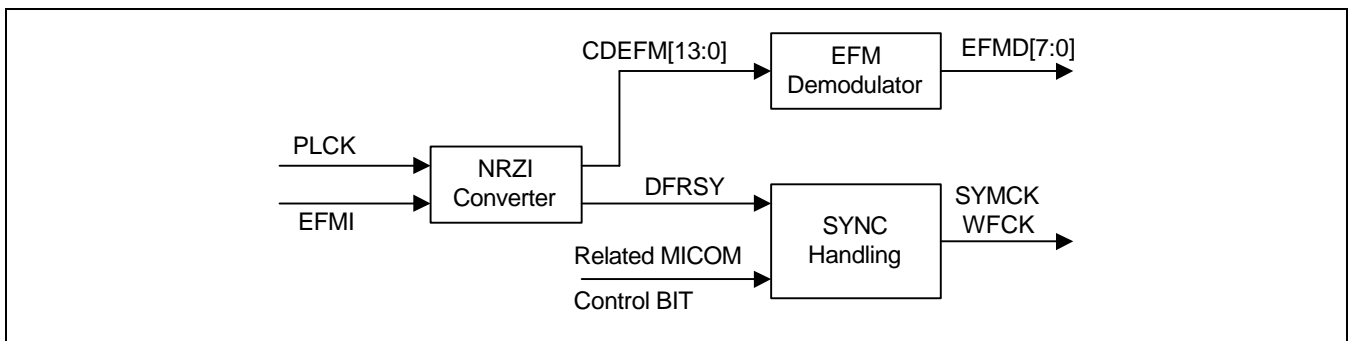 CDEFM[13:0]
EFM
Demodulator
EFMD[7:0]
PLCK
EFMI
NRZI
Converter
DFRSY
Related MICOM
Control BIT
SYNC
Handling
SYMCK
WFCK